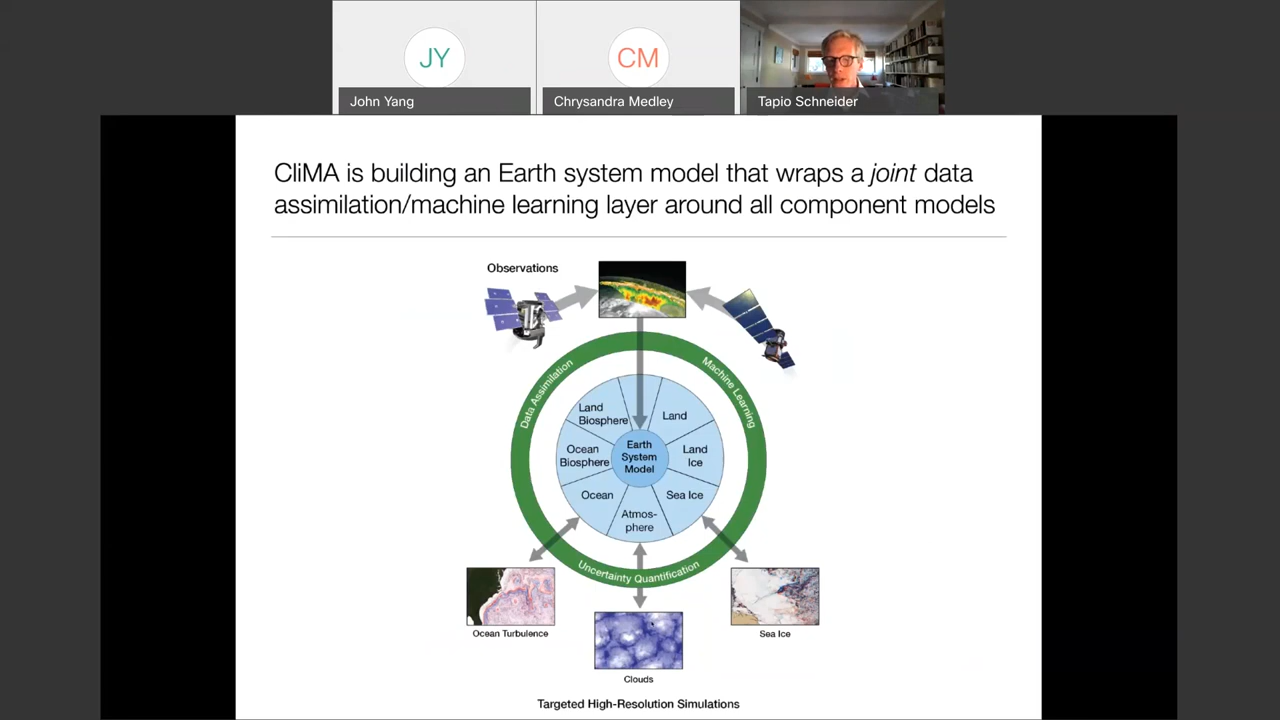 JY
CM
John Yang
Chrysandra Medley
Tapio Schneider
CliMA is building an Earth system model that wraps a joint data
assimilation/machine learning layer around all component models
Observations
Data Assimilation
Machine Learning
Land
Biosphere
Land
Ocean
Biosphere
Earth
System
Model
Land
Ice
Ocean
Sea Ice
Atmos-
phere
Uncertainty Quantification
Ocean Turbulence
Sea Ice
Clouds
Targeted High-Resolution Simulations